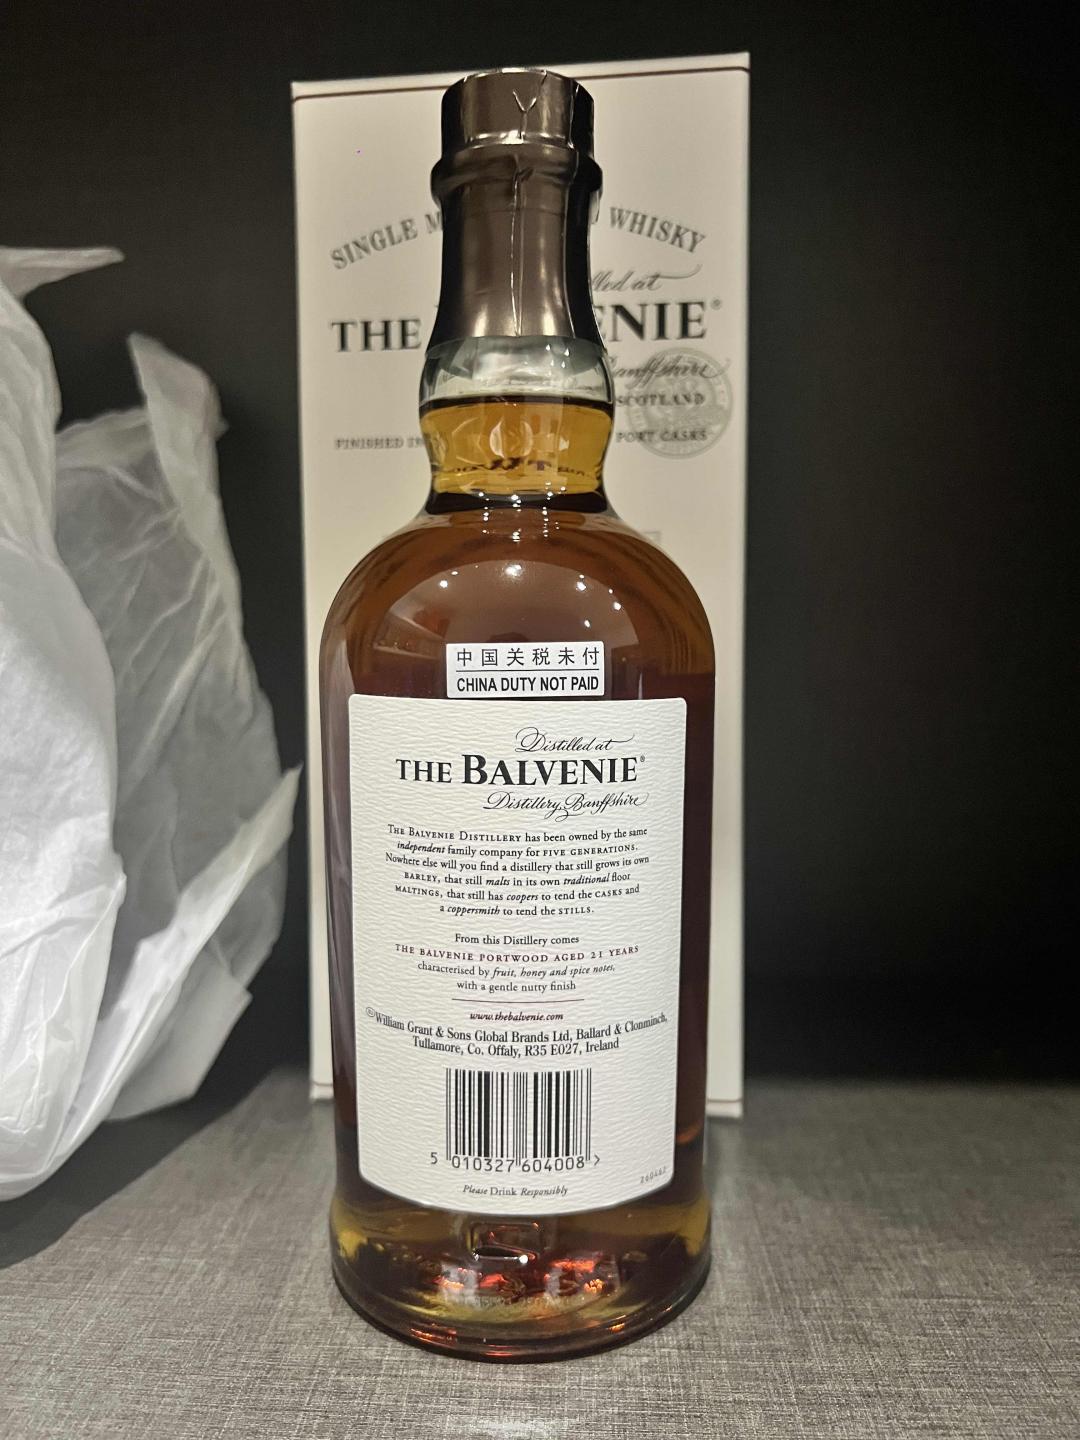 SINGLE M
WHISKY
lled at
THE
ENIE®
anffshire
SCOTLAND
FINISHED IN
PORT CASKS
中国关税未付
CHINA DUTY NOT PAID
Distilled at
THE BALVENIE®
Distillery, Banffshire
THE BALVENIE DISTILLERY has been owned by the same
independent family company for FIVE GENERATIONS.
Nowhere else will you find a distillery that still grows its own
BARLEY, that still malts in its own traditional floor
MALTINGS, that still has coopers to tend the CASKS and
a coppersmith to tend the STILLS.
From this Distillery comes
THE BALVENIE PORTWOOD AGED 21 YEARS
characterised by fruit, honey and spice notes,
with a gentle nutty finish
www.thebalvenie.com
William Grant & Sons Global Brands Ltd, Ballard & Clonminch,
Tullamore, Co. Offaly, R35 E027, Ireland
5 010327 604008 >
Please Drink Responsibly